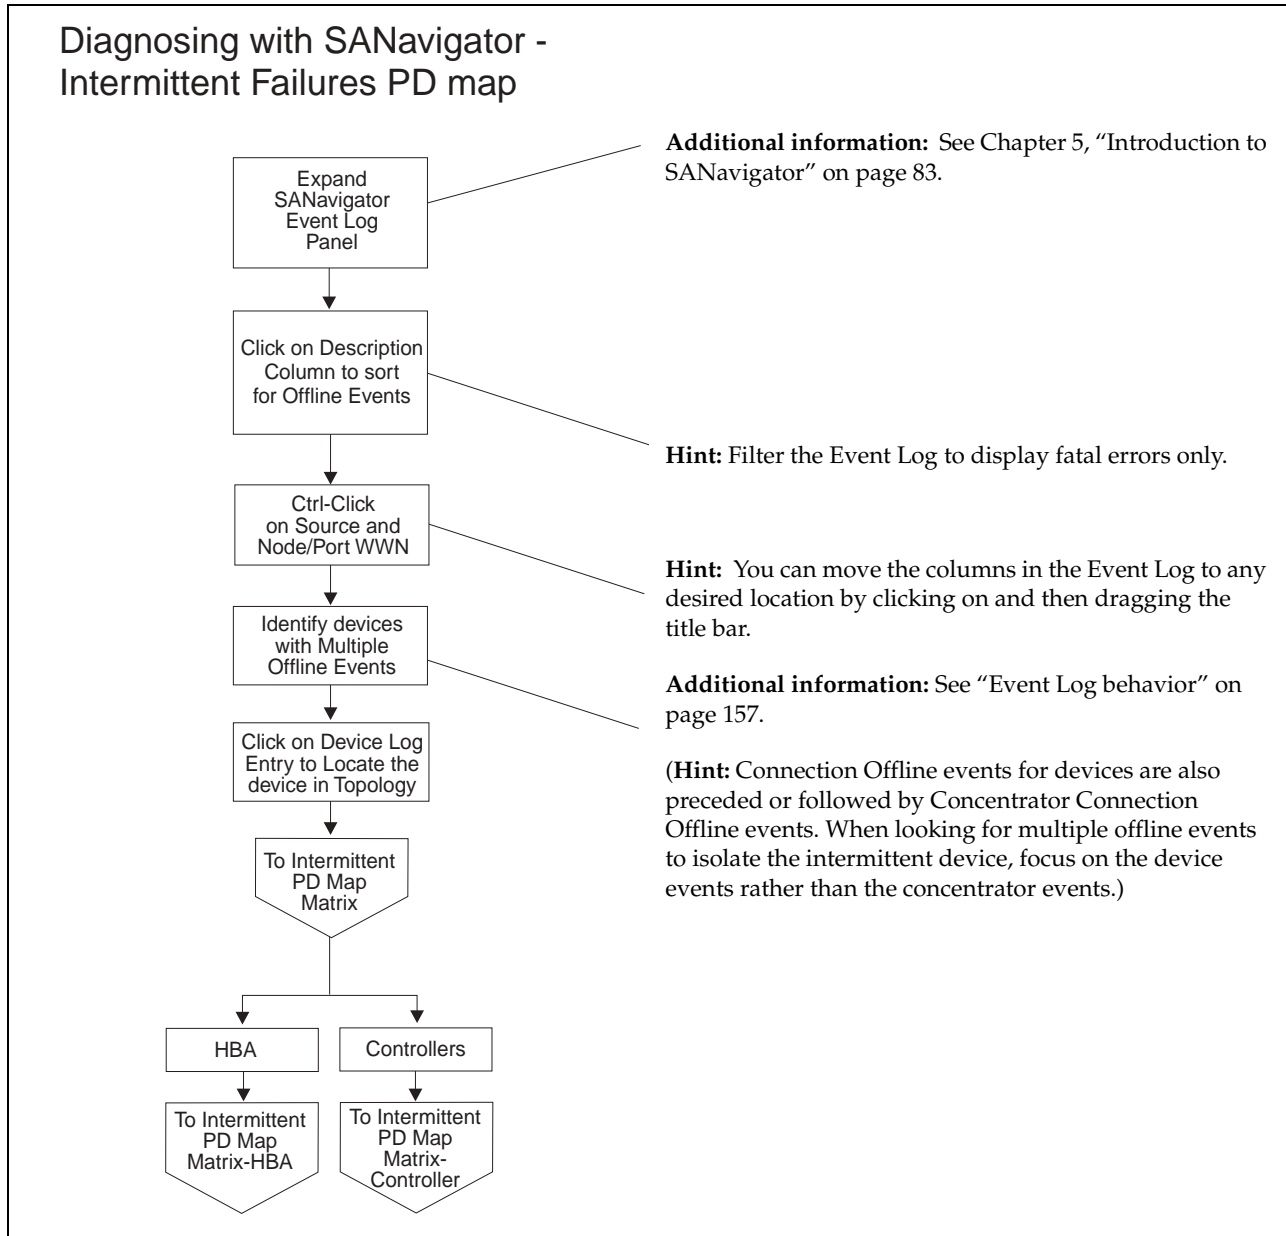 Diagnosing with SANavigator -
Intermittent Failures PD map
Expand
SANavigator
Event Log
Panel
Additional information: See Chapter 5, “Introduction to
SANavigator” on page 83.
Click on Description
Column to sort
for Offline Events
Hint: Filter the Event Log to display fatal errors only.
Ctrl-Click
on Source and
Node/Port WWN
Hint: You can move the columns in the Event Log to any
desired location by clicking on and then dragging the
title bar.
Identify devices
with Multiple
Offline Events
Additional information: See “Event Log behavior” on
page 157.
(Hint: Connection Offline events for devices are also
preceded or followed by Concentrator Connection
Offline events. When looking for multiple offline events
to isolate the intermittent device, focus on the device
events rather than the concentrator events.)
Click on Device Log
Entry to Locate the
device in Topology
To Intermittent
PD Map
Matrix
HBA
Controllers
To Intermittent
PD Map
Matrix-HBA
To Intermittent
PD Map
Matrix-
Controller